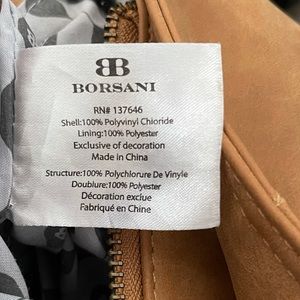 BB
BORSANI
RN# 137646
Shell:100% Polyvinyl Chloride
Lining:100% Polyester
Exclusive of decoration
Made in China
Structure:100% Polychlorure De Vinyle
Doublure:100% Polyester
Décoration exclue
Fabriqué en Chine